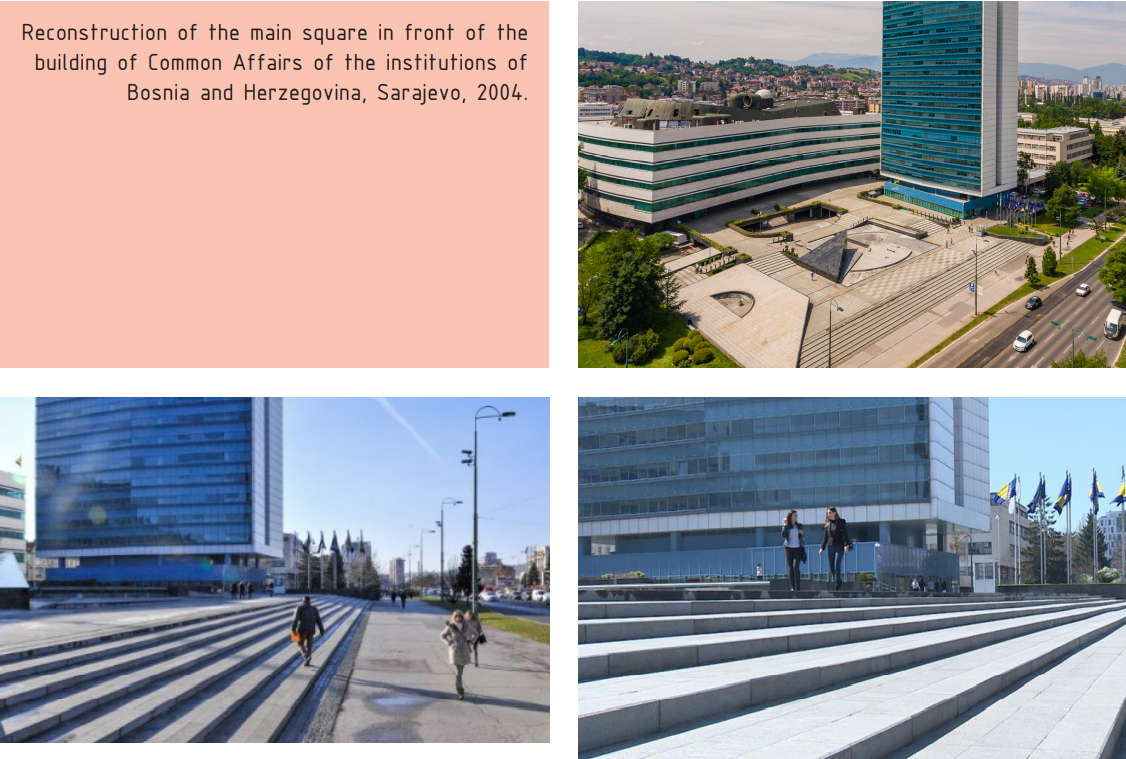 Reconstruction of the main square in front of the
building of Common Affairs of the institutions of
Bosnia and Herzegovina, Sarajevo, 2004.